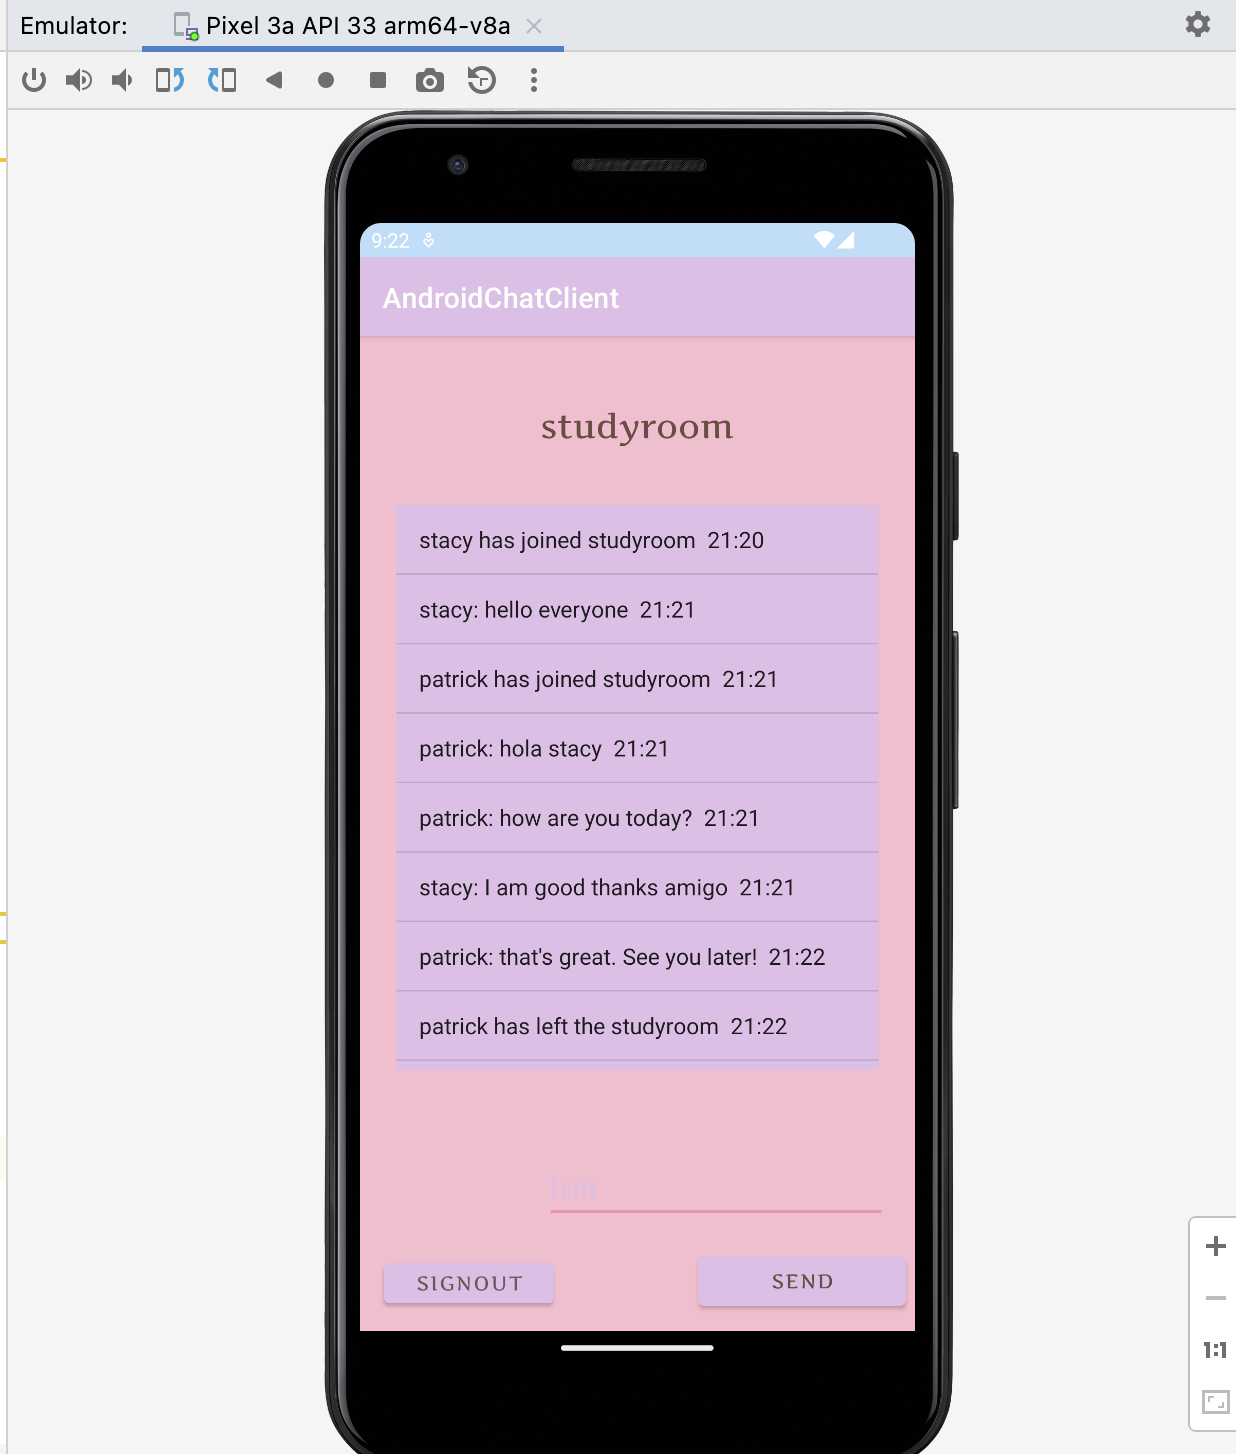 Emulator: Pixel 3a API 33 arm64-v8a
9:22
AndroidChatClient
studyroom
stacy has joined studyroom 21:20
stacy: hello everyone 21:21
patrick has joined studyroom 21:21
patrick: hola stacy 21:21
patrick: how are you today? 21:21
stacy: I am good thanks amigo 21:21
patrick: that's great. See you later! 21:22
patrick has left the studyroom 21:22
hint
SIGNOUT SEND
1:1